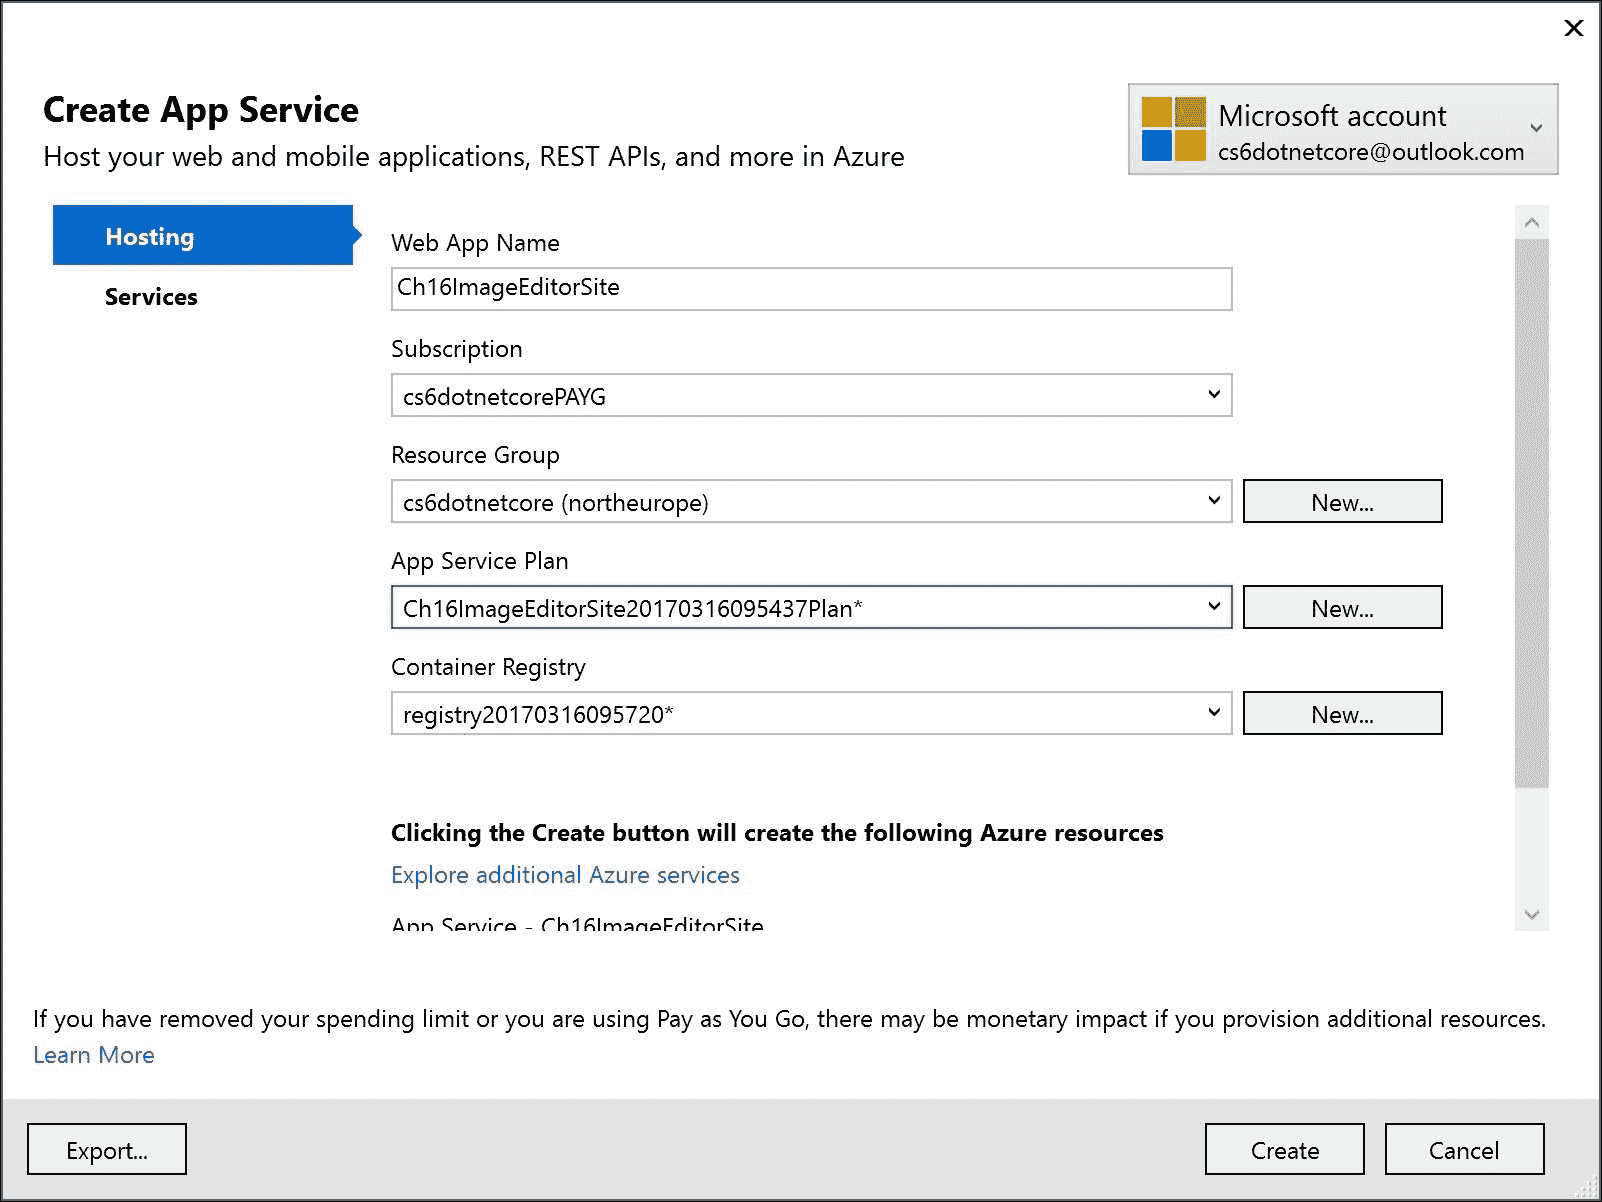 Create App Service
Host your web and mobile applications, REST APIs, and more in Azure
Microsoft account
cs6dotnetcore@outlook.com
Hosting
Services
Web App Name
Ch16ImageEditorSite
Subscription
cs6dotnetcorePAYG
Resource Group
cs6dotnetcore (northeurope)
New...
App Service Plan
Ch16ImageEditorSite20170316095437Plan*
New...
Container Registry
registry20170316095720*
New...
Clicking the Create button will create the following Azure resources
Explore additional Azure services
App Service - Ch16ImageEditorSite
If you have removed your spending limit or you are using Pay as You Go, there may be monetary impact if you provision additional resources.
Learn More
Export...
Create
Cancel